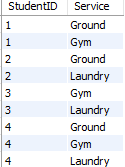 StudentID Service
1 Ground
1 Gym
2 Ground
2 Laundry
3 Gym
3 Laundry
4 Ground
4 Gym
4 Laundry